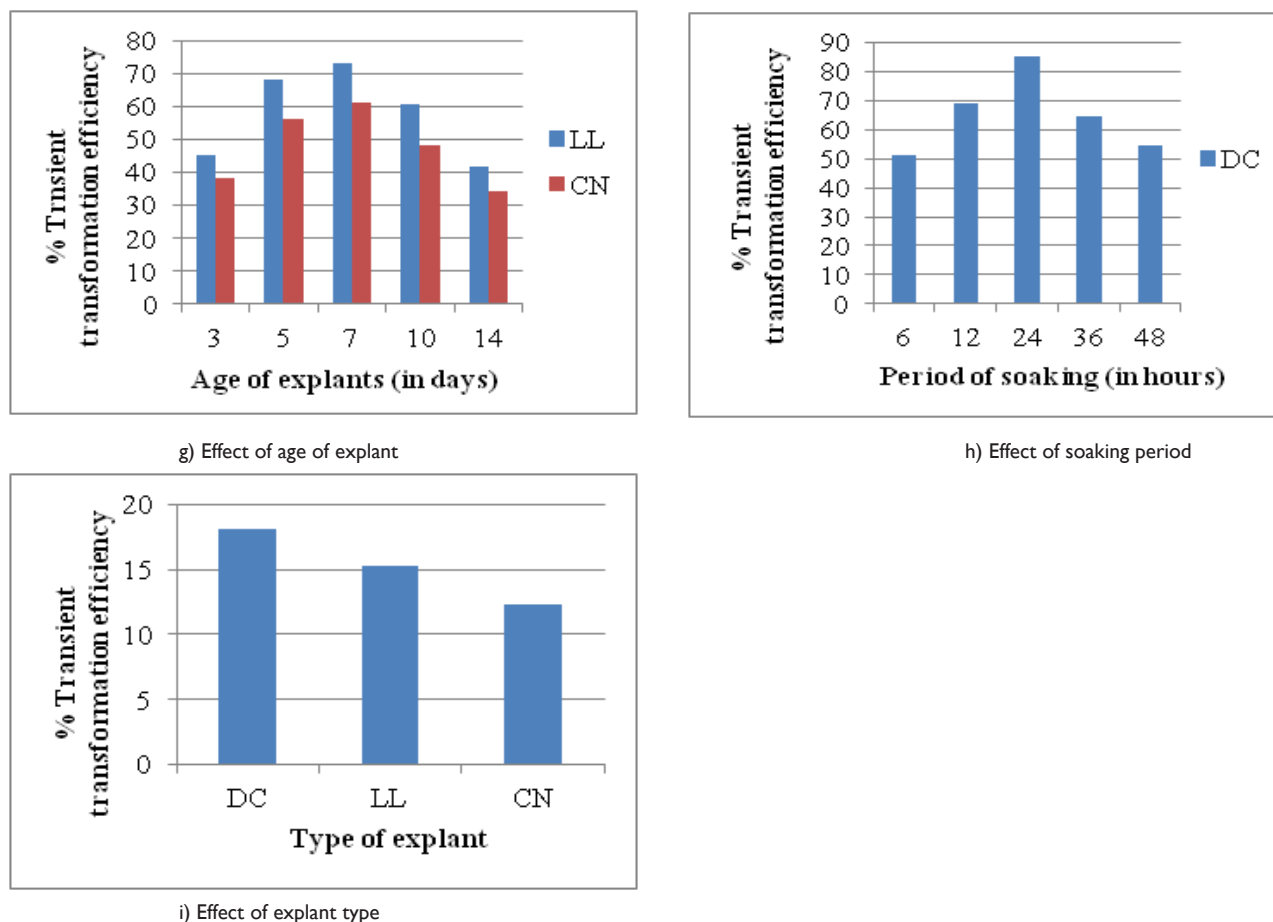 % Trnsient
transformation efficiency
80
70
60
50
40
30
20
10
0
3 5 7 10 14
Age of explants (in days)
LL
CN
g) Effect of age of explant
% Transient
transformation efficiency
90
80
70
60
50
40
30
20
10
0
6 12 24 36 48
Period of soaking (in hours)
DC
h) Effect of soaking period
% Transient
transformation efficiency
20
15
10
5
0
DC LL CN
Type of explant
i) Effect of explant type